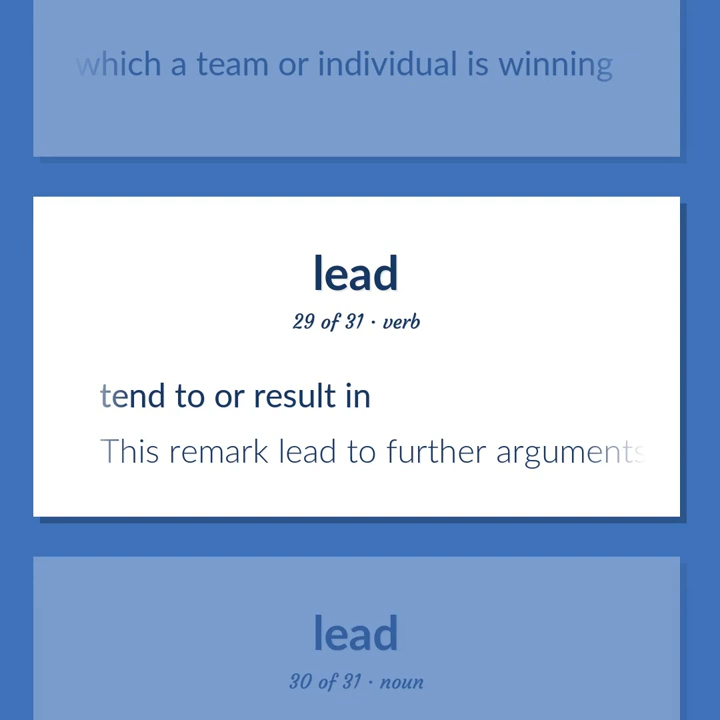 which a team or individual is winning
lead
29 of 31 · verb
tend to or result in
This remark lead to further arguments
lead
30 of 31 · noun